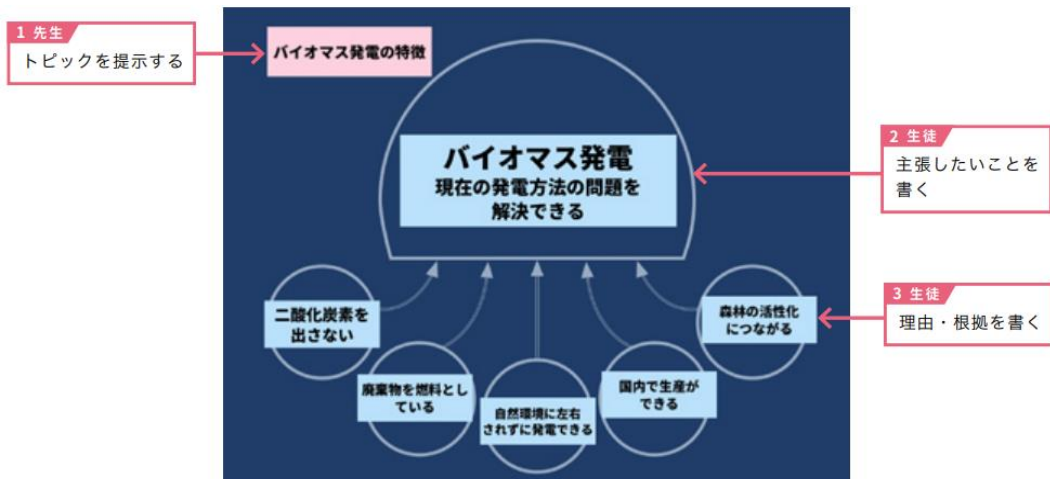 1 先生
トピックを提示する
バイオマス発電の特徴
バイオマス発電
現在の発電方法の問題を
解決できる
2 生徒
主張したいことを
書く
二酸化炭素を
出さない
廃棄物を燃料とし
ている
自然環境に左右
されずに発電できる
国内で生産が
できる
森林の活性化
につながる
3 生徒
理由・根拠を書く